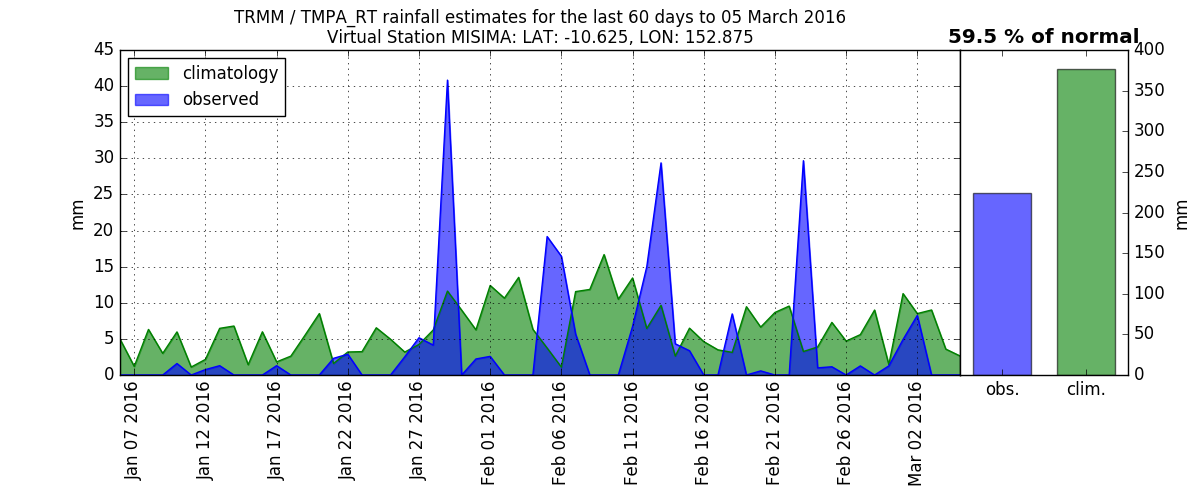 TRMM / TMPA_RT rainfall estimates for the last 60 days to 05 March 2016
Virtual Station MISIMA: LAT: -10.625, LON: 152.875
59.5 % of normal
climatology
observed
mm
45
40
35
30
25
20
15
10
5
0
Jan 07 2016
Jan 12 2016
Jan 17 2016
Jan 22 2016
Jan 27 2016
Feb 01 2016
Feb 06 2016
Feb 11 2016
Feb 16 2016
Feb 21 2016
Feb 26 2016
Mar 02 2016
obs.
clim.
400
350
300
250
200
150
100
50
0
mm